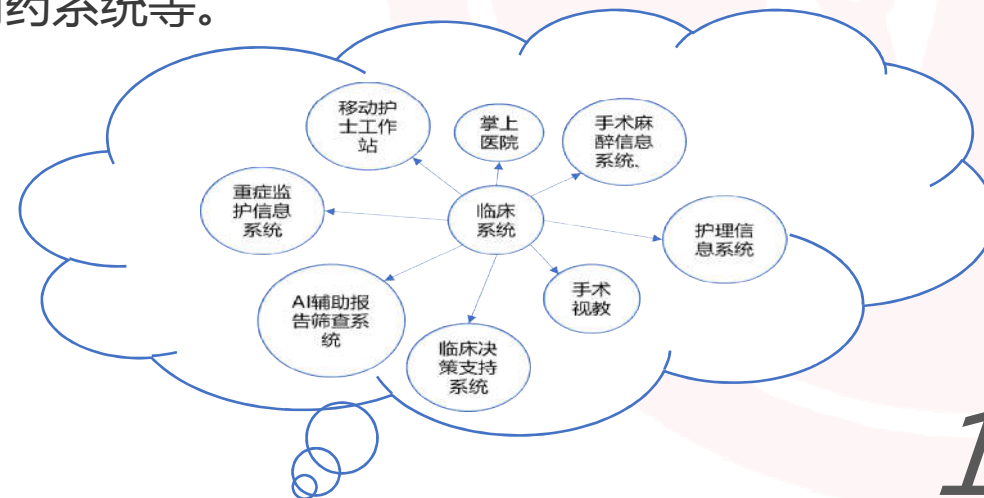 约系统等。
移动护
士工作
站
掌上
医院
手术麻
醉信息
系统、
重症监
护信息
系统
临床
系统
护理信
息系统
AI辅助报
告筛查系
统
手术
视教
临床决
策支持
系统
1